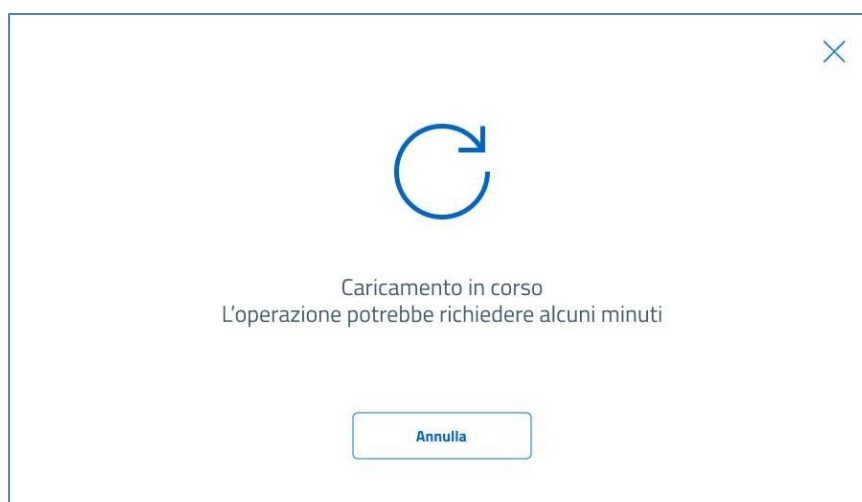 Caricamento in corso
L'operazione potrebbe richiedere alcuni minuti
Annulla